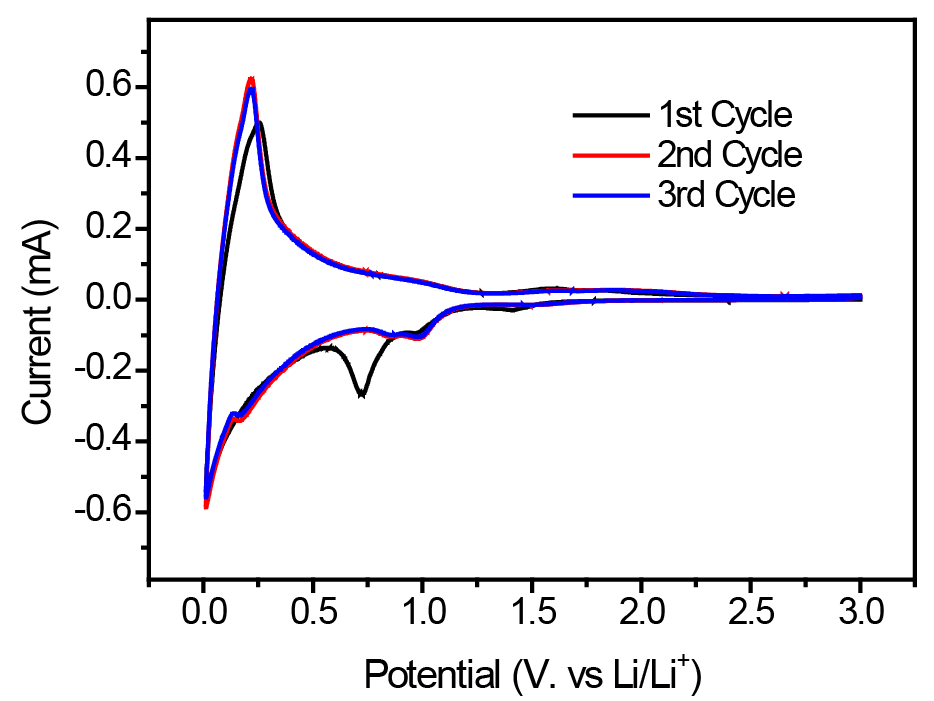 0.6
0.4
0.2
0.0
-0.2
-0.4
-0.6
Current (mA)
1st Cycle
2nd Cycle
3rd Cycle
0.0 0.5 1.0 1.5 2.0 2.5 3.0
Potential (V. vs Li/Li⁺)